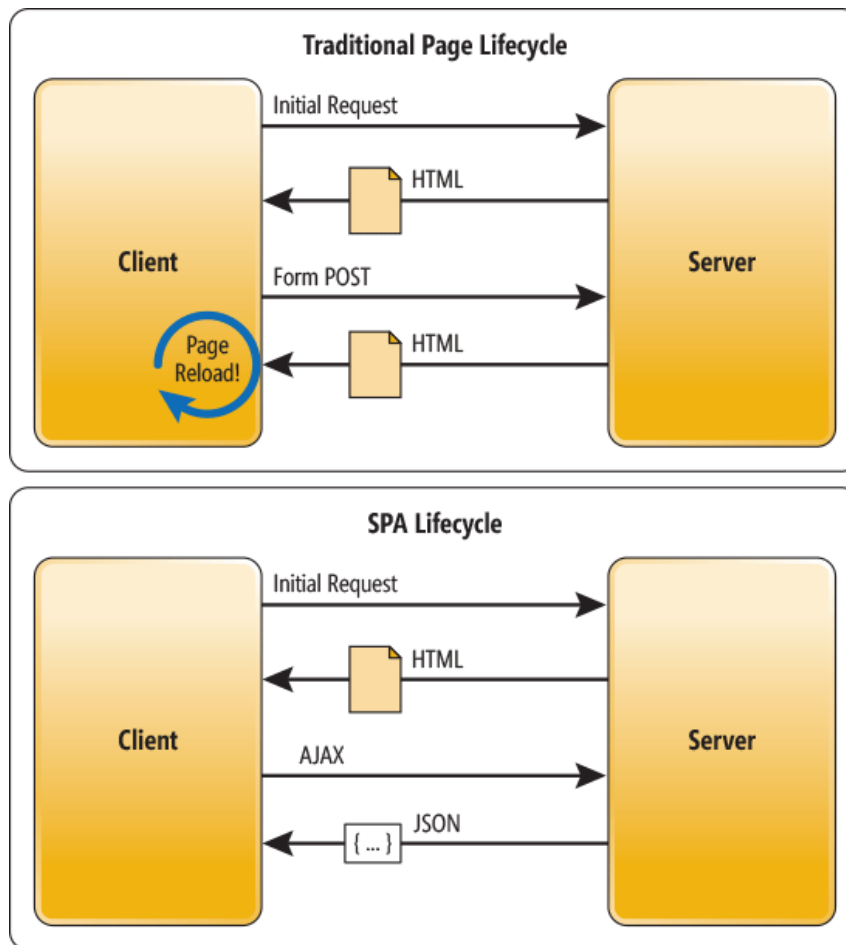 Traditional Page Lifecycle
Initial Request
HTML
Client
Server
Form POST
HTML
Page
Reload!
SPA Lifecycle
Initial Request
HTML
Client
Server
AJAX
JSON
{ ... }